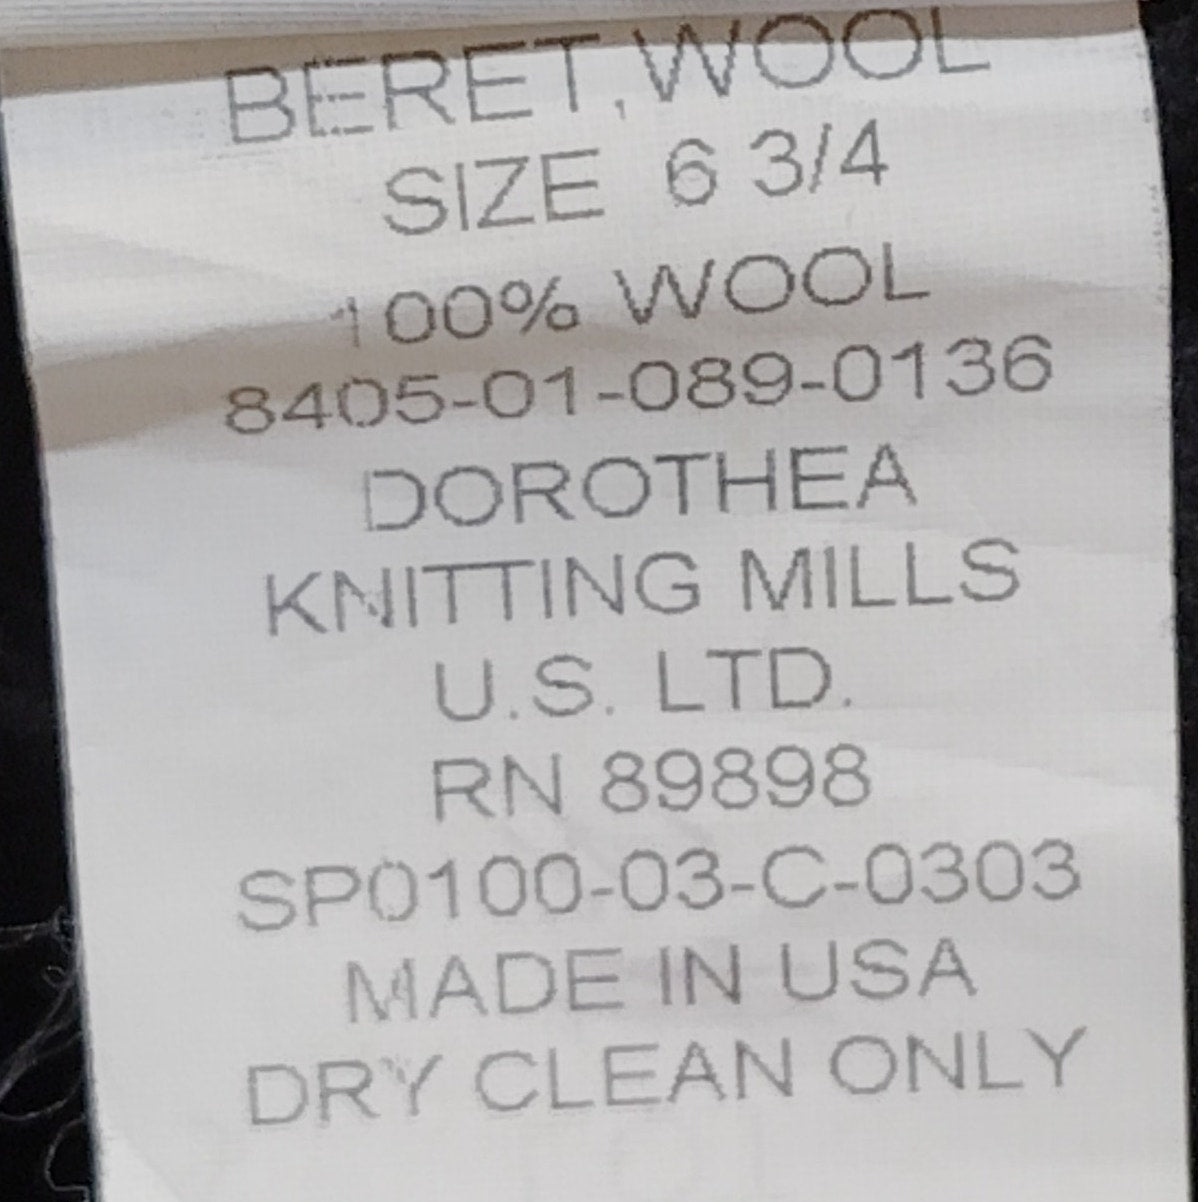 BERET, WOOL
SIZE 6 3/4
100% WOOL
8405-01-089-0136
DOROTHEA
KNITTING MILLS
U.S. LTD.
RN 89898
SP0100-03-C-0303
MADE IN USA
DRY CLEAN ONLY